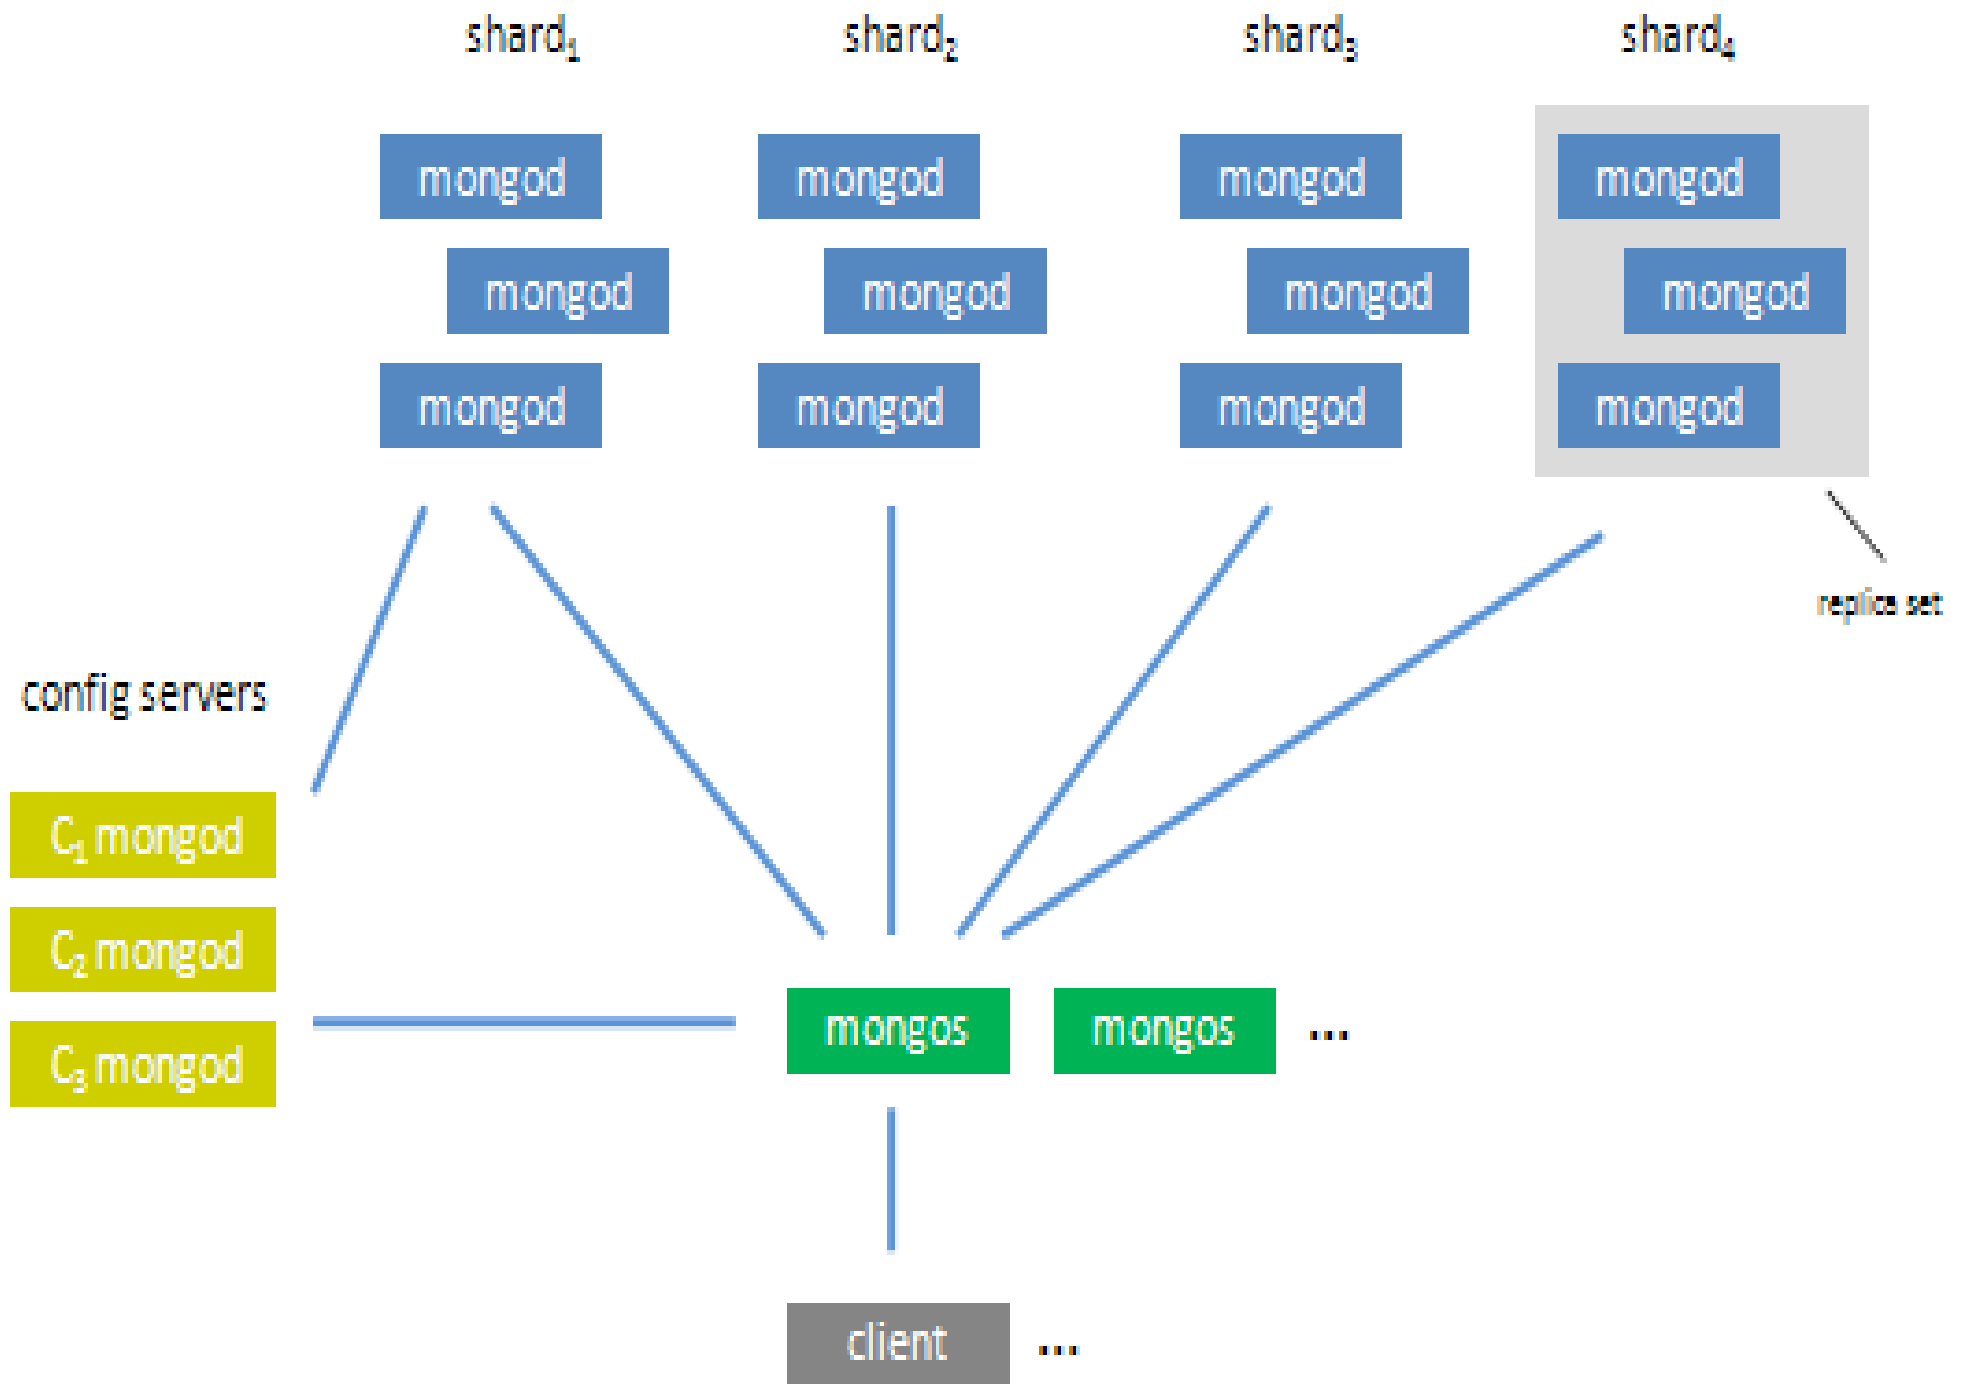 shard₁ shard₂ shard₃ shard₄
mongod mongod mongod mongod
mongod mongod mongod mongod
mongod mongod mongod mongod
replica set
config servers
C₁ mongod
C₂ mongod
C₃ mongod
mongos mongos ...
client ...